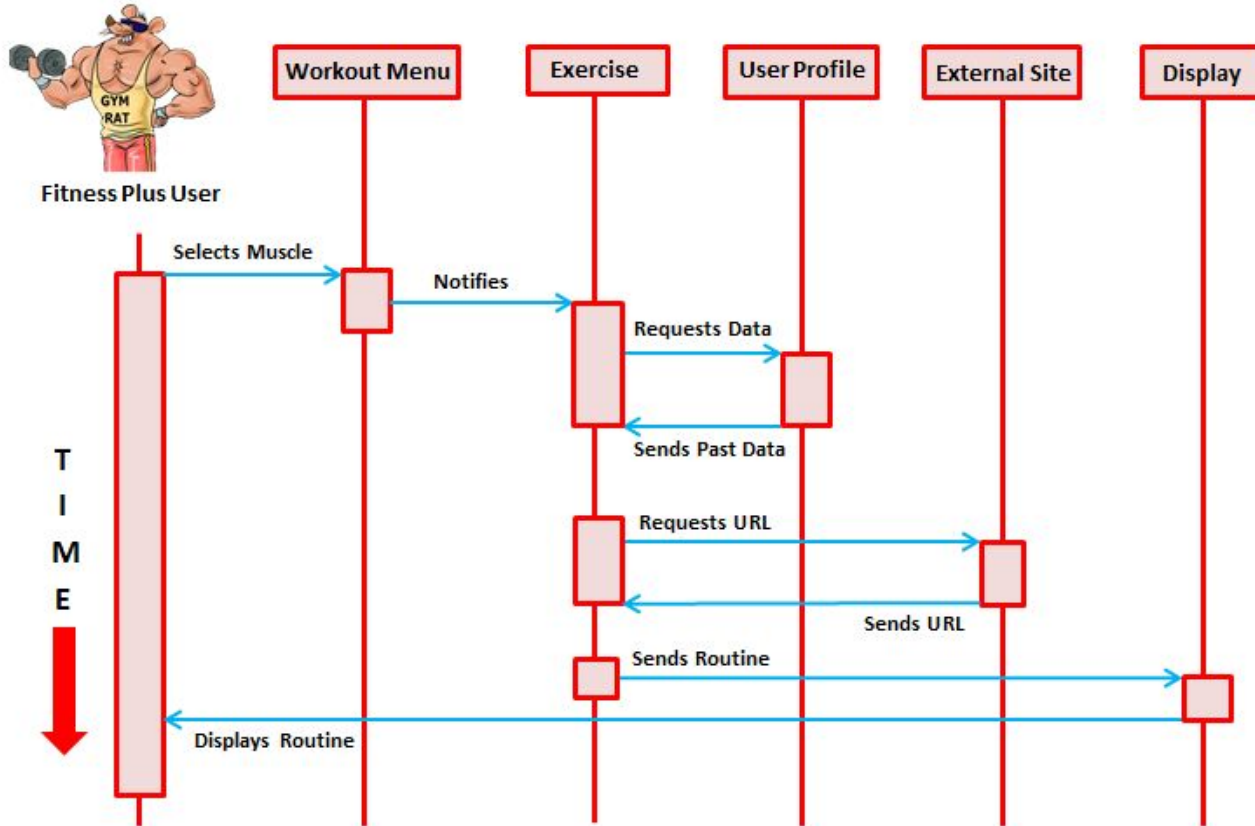 GYM
RAT
Fitness Plus User
Workout Menu
Exercise
User Profile
External Site
Display
Selects Muscle
Notifies
Requests Data
Sends Past Data
T
I
M
E
Requests URL
Sends URL
Sends Routine
Displays Routine